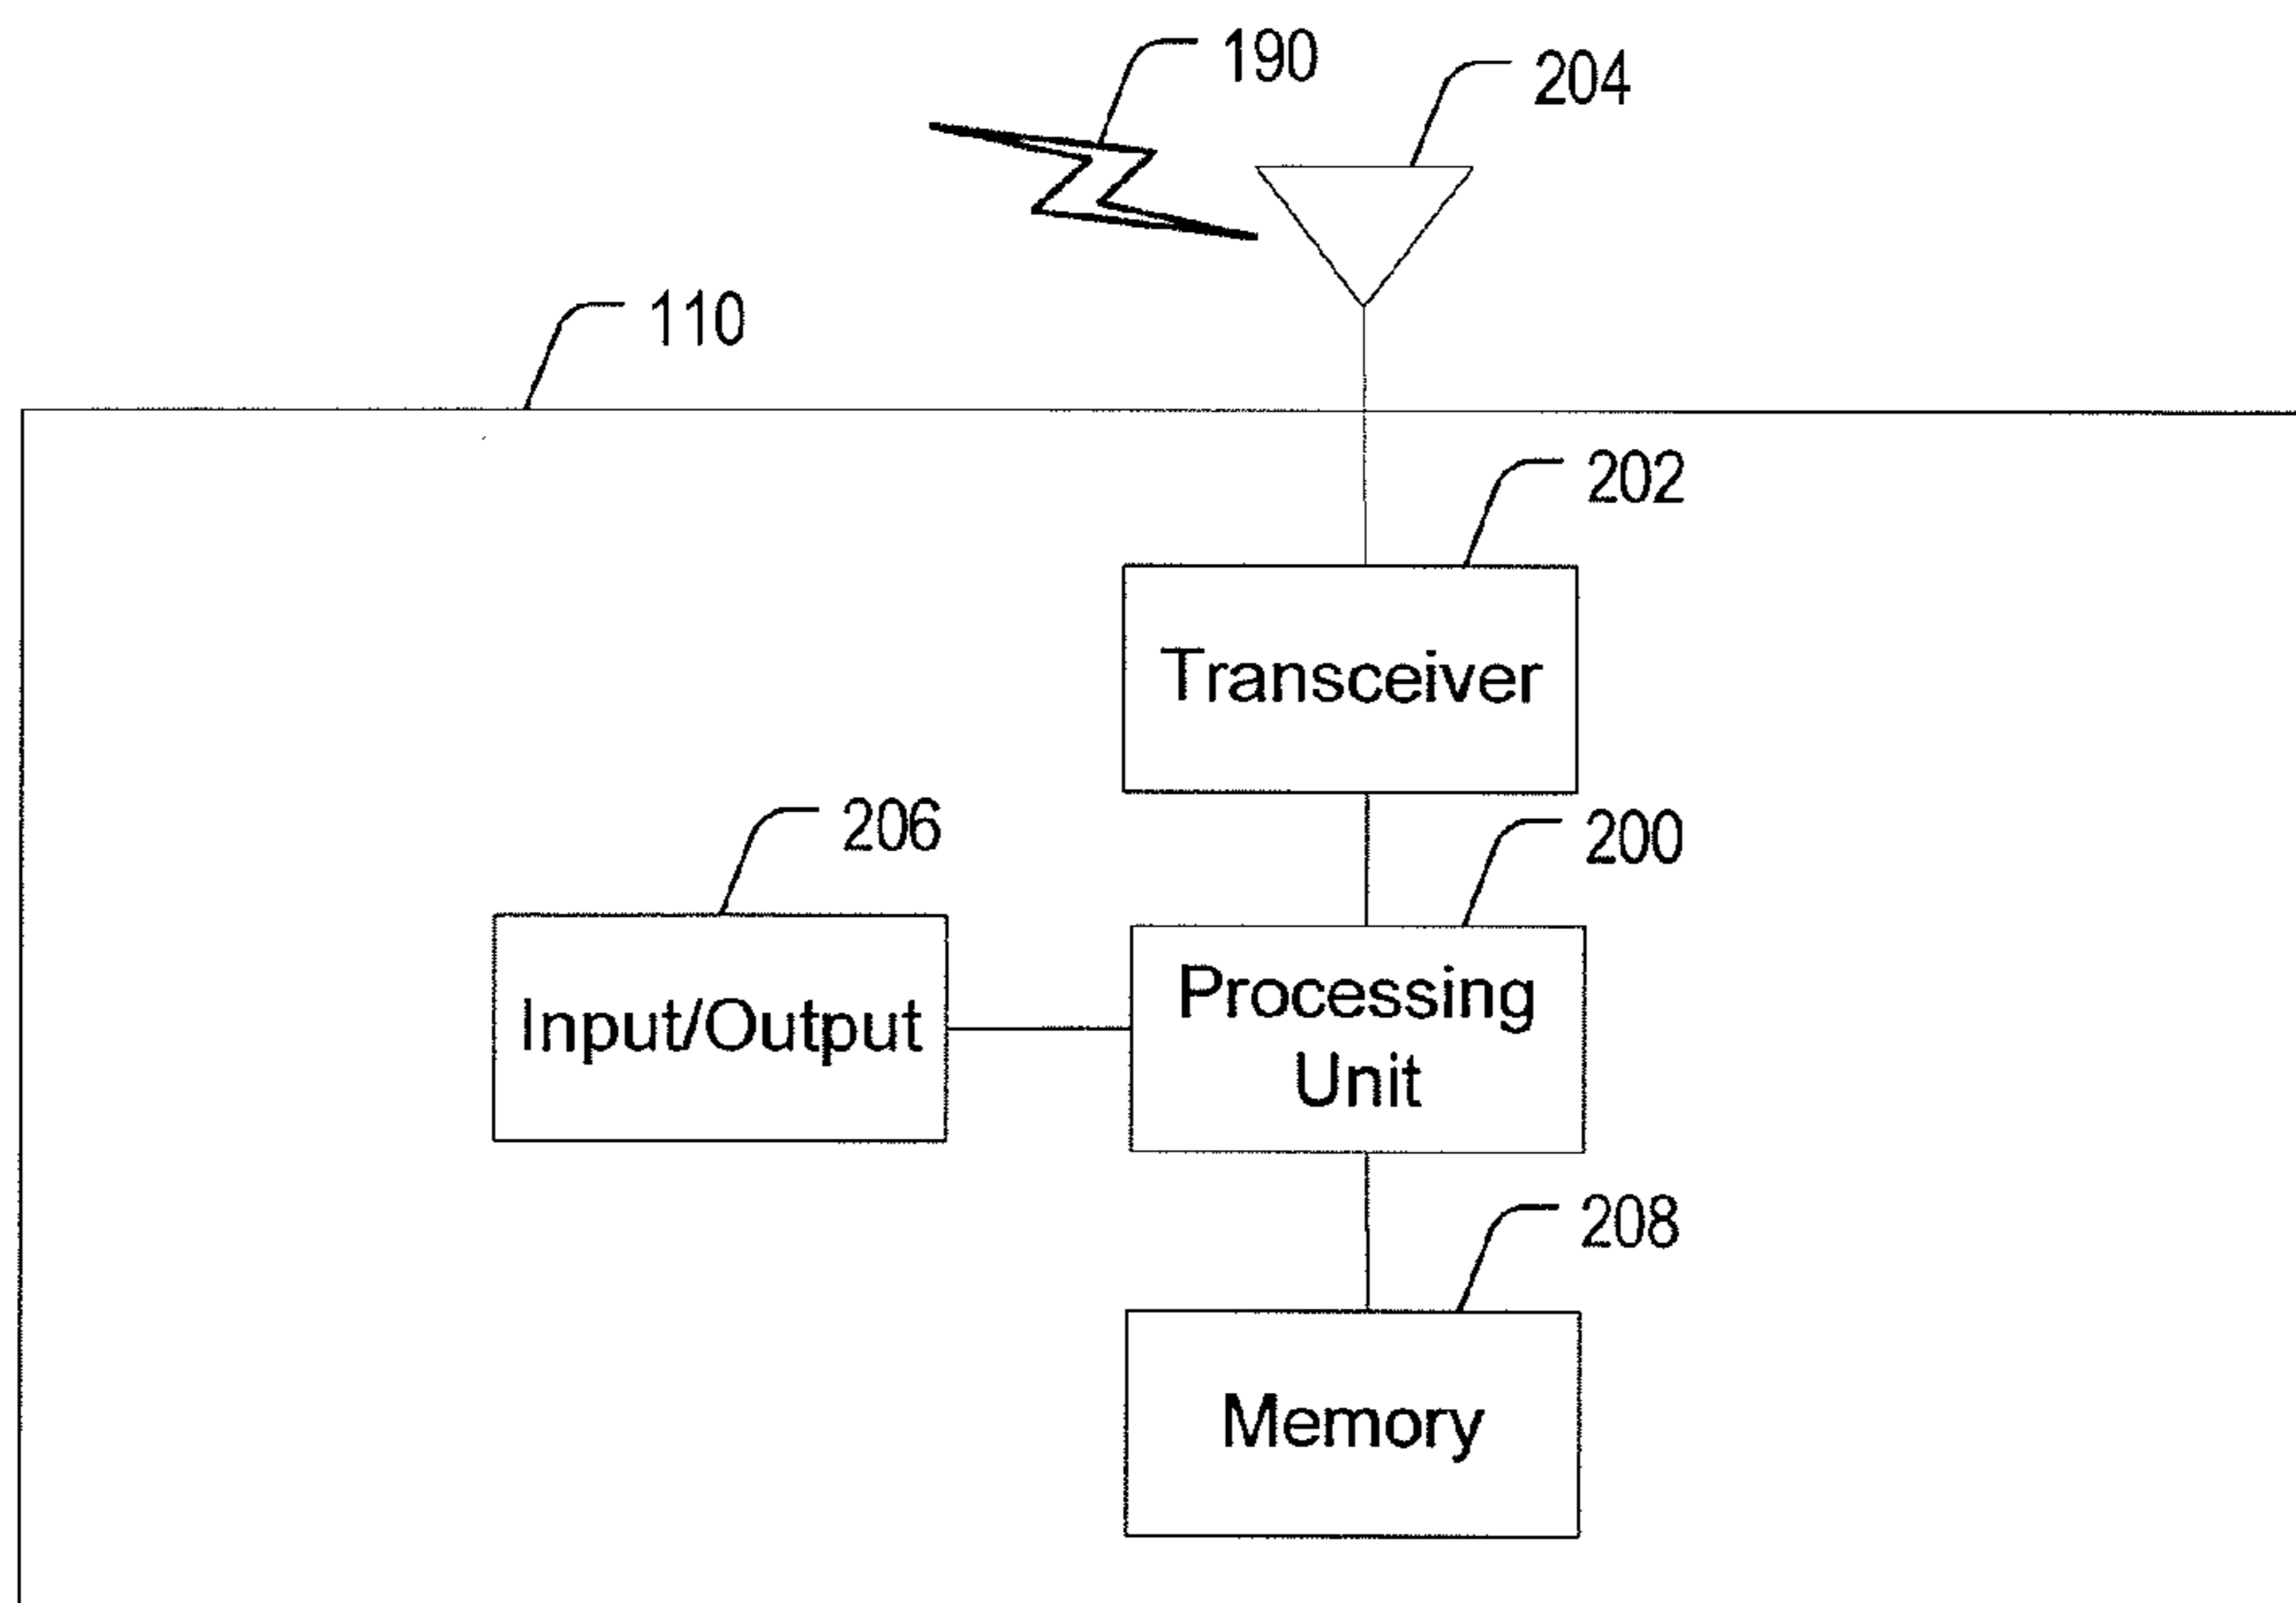 190
204
110
202
Transceiver
206
200
Input/Output
Processing
Unit
208
Memory